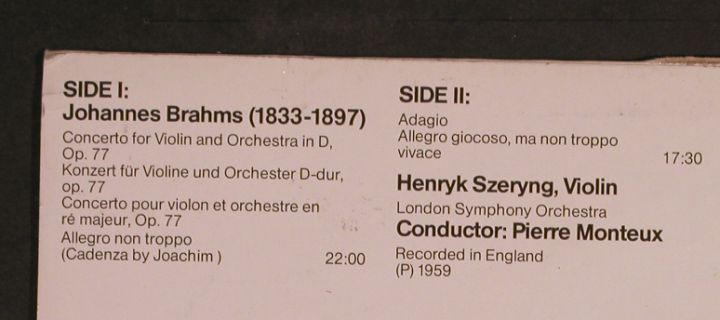 SIDE I:
Johannes Brahms (1833-1897)
Concerto for Violin and Orchestra in D,
Op. 77
Konzert für Violine und Orchester D-dur,
op. 77
Concerto pour violon et orchestre en
ré majeur, Op. 77
Allegro non troppo
(Cadenza by Joachim ) 22:00
SIDE II:
Adagio
Allegro giocoso, ma non troppo
vivace 17:30
Henryk Szeryng, Violin
London Symphony Orchestra
Conductor: Pierre Monteux
Recorded in England
(P) 1959